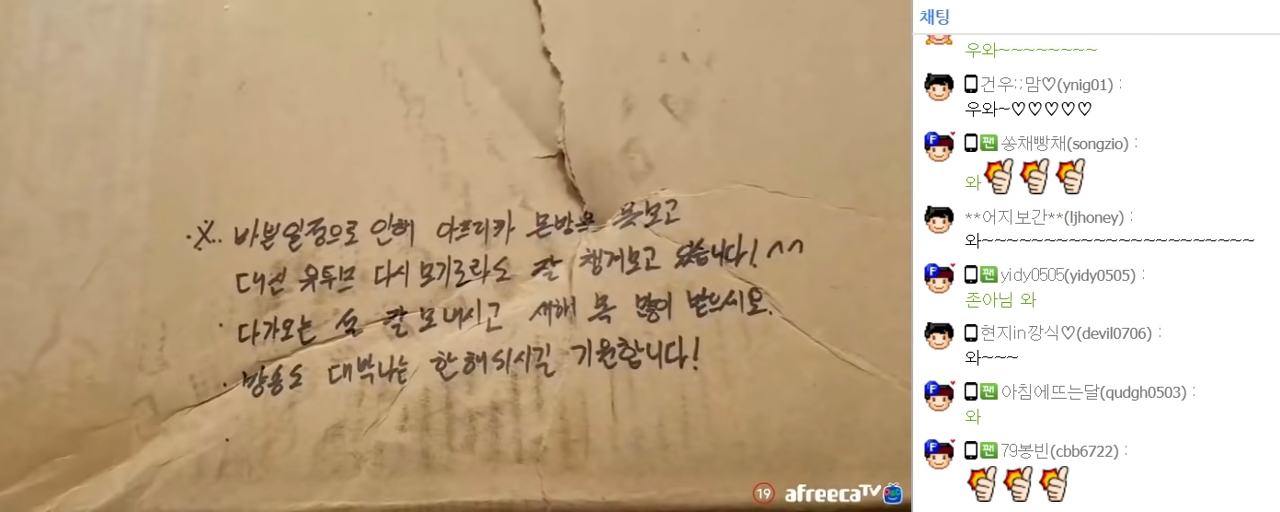 ※. 바쁜일정으로 인해 아프리카 본방은 못보고
대신 유투브 다시보기로라도 잘 챙겨보고 있습니다! ^^
다가오는 설 잘 보내시고 새해 복 많이 받으시오.
방송도 대박나는 한해되시길 기원합니다!
19 afreecaTV
채팅
우와~~~~~~~~
건우;;맘♡(ynig01) :
우와~♡♡♡♡♡
팬 쏭채빵채(songzio) :
와
**어지보간**(ljhoney) :
와~~~~~~~~~~~~~~~~~~~~~~
팬 yidy0505(yidy0505) :
존아님 와
현지in깡식♡(devil0706) :
와~~~
팬 아침에뜨는달(qudgh0503) :
와
팬 79봉빈(cbb6722) :